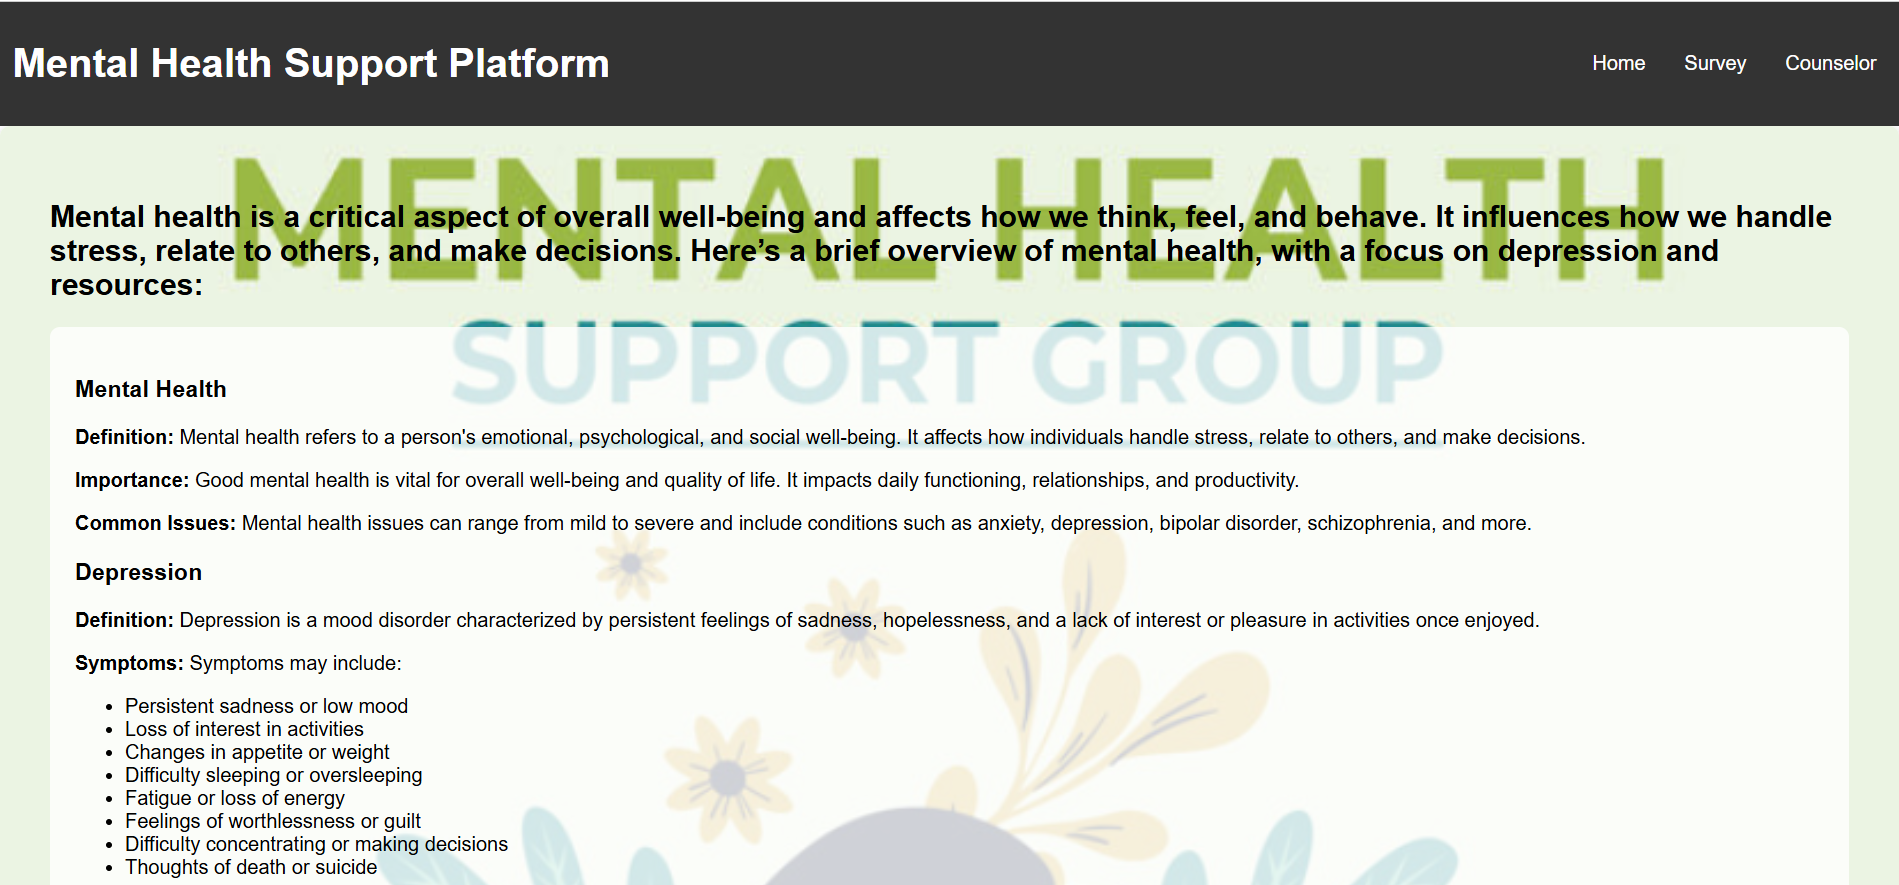 Mental Health Support Platform
Home Survey Counselor
MENTAL HEALTH
Mental health is a critical aspect of overall well-being and affects how we think, feel, and behave. It influences how we handle
stress, relate to others, and make decisions. Here’s a brief overview of mental health, with a focus on depression and
resources:
SUPPORT GROUP
Mental Health
Definition: Mental health refers to a person's emotional, psychological, and social well-being. It affects how individuals handle stress, relate to others, and make decisions.
Importance: Good mental health is vital for overall well-being and quality of life. It impacts daily functioning, relationships, and productivity.
Common Issues: Mental health issues can range from mild to severe and include conditions such as anxiety, depression, bipolar disorder, schizophrenia, and more.
Depression
Definition: Depression is a mood disorder characterized by persistent feelings of sadness, hopelessness, and a lack of interest or pleasure in activities once enjoyed.
Symptoms: Symptoms may include:
• Persistent sadness or low mood
• Loss of interest in activities
• Changes in appetite or weight
• Difficulty sleeping or oversleeping
• Fatigue or loss of energy
• Feelings of worthlessness or guilt
• Difficulty concentrating or making decisions
• Thoughts of death or suicide